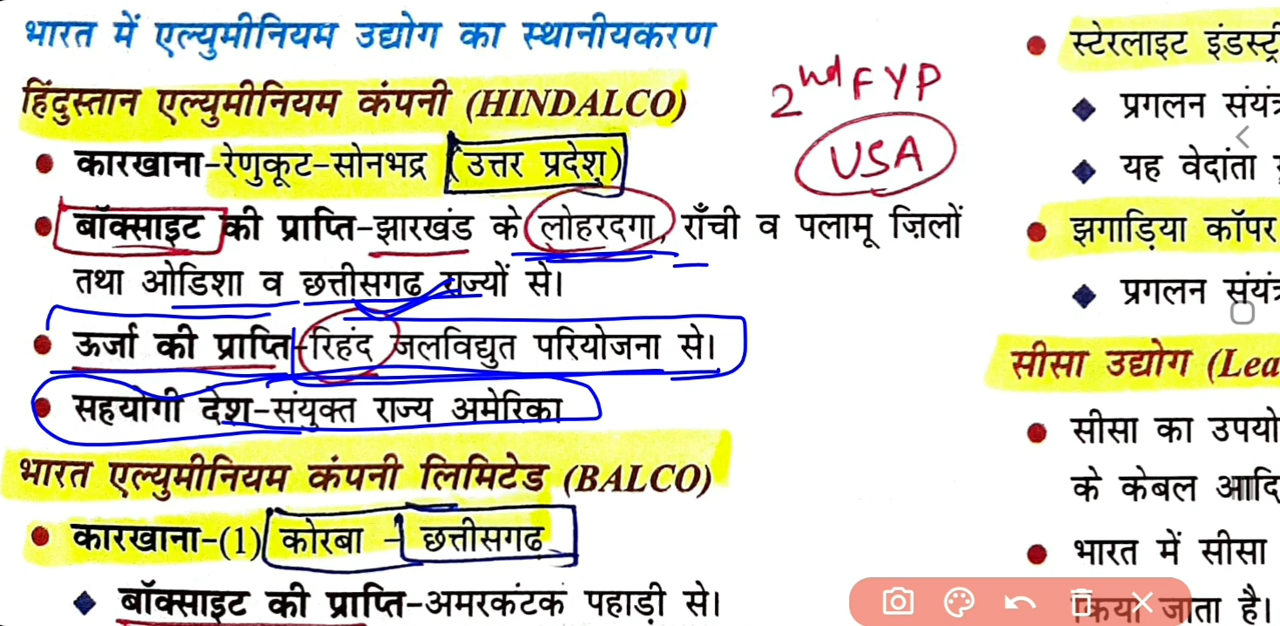 भारत में एल्युमीनियम उद्योग का स्थानीयकरण
हिंदुस्तान एल्युमीनियम कंपनी (HINDALCO)
2nd FYP
USA
कारखाना-रेणुकूट-सोनभद्र (उत्तर प्रदेश)
बॉक्साइट की प्राप्ति-झारखंड के लोहरदगा, राँची व पलामू ज़िलों
तथा ओडिशा व छत्तीसगढ राज्यों से।
ऊर्जा की प्राप्ति-रिहंद जलविद्युत परियोजना से।
सहयोगी देश-संयुक्त राज्य अमेरिका
भारत एल्युमीनियम कंपनी लिमिटेड (BALCO)
कारखाना-(1) कोरबा - छत्तीसगढ
बॉक्साइट की प्राप्ति-अमरकंटक पहाड़ी से।
स्टेरलाइट
प्रगलन
यह वेदांता
झगाड़िया कॉपर
प्रगलन
सीसा उद्योग (Lea
सीसा का उपयो
के केबल आदि
भारत में सीसा
किया जाता है।